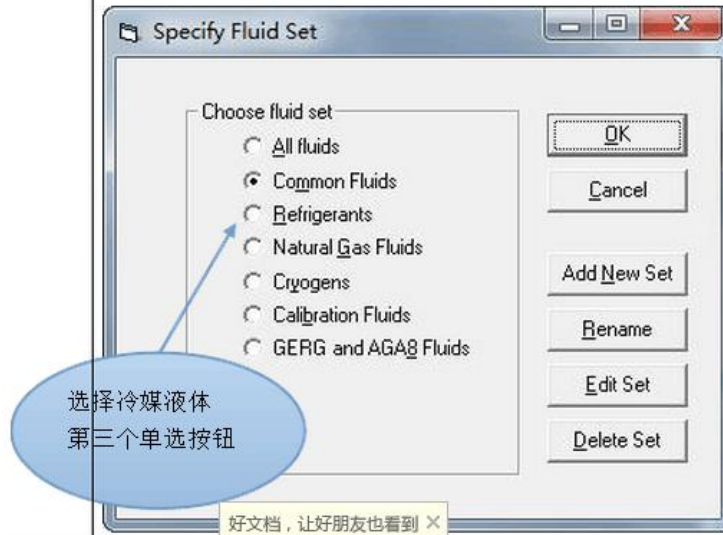 Specify Fluid Set
Choose fluid set
All fluids
Common Fluids
Refrigerants
Natural Gas Fluids
Cryogens
Calibration Fluids
GERG and AGA8 Fluids
OK
Cancel
Add New Set
Rename
Edit Set
Delete Set
选择冷媒液体
第三个单选按钮
好文档，让好朋友也看到